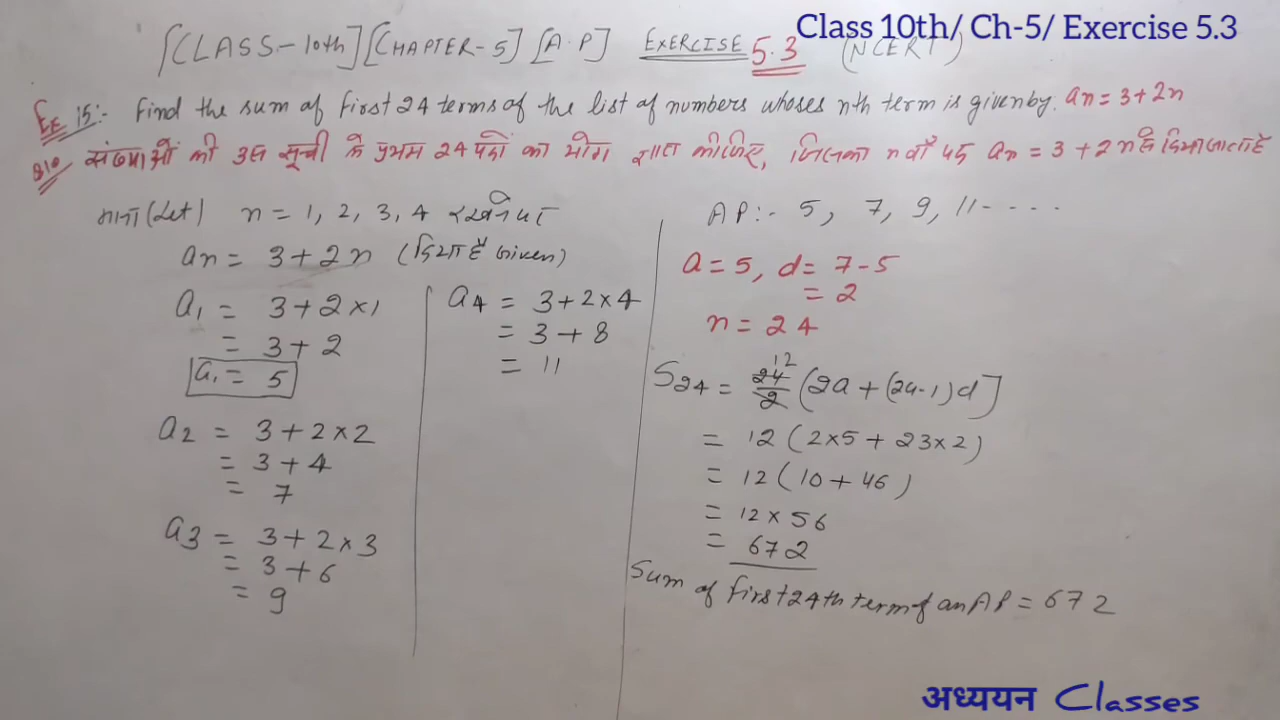 Class 10th/ Ch-5/ Exercise 5.3
[CLASS-10th] [CHAPTER-5] [A.P] EXERCISE 5.3 (NCERT)
Ex 15:- Find the sum of first 24 terms of the list of numbers whoses nth term is given by. an = 3+2n
उदा० संख्याओं की उस सूची के प्रथम 24 पदों का योग ज्ञात कीजिए, जिसका n वाँ पद an = 3+2n से दिया जाता है
माना (Let) n = 1, 2, 3, 4 रखने पर
an = 3+2n (दिया है Given)
a1 = 3+2×1
= 3+2
a1 = 5
a2 = 3+2×2
= 3+4
= 7
a3 = 3+2×3
= 3+6
= 9
a4 = 3+2×4
= 3+8
= 11
AP:- 5, 7, 9, 11- - - -
a = 5, d = 7-5
= 2
n = 24
12
S24 = 24/2 (2a + (24-1)d]
= 12 (2×5 + 23×2)
= 12 (10+46)
= 12×56
= 672
Sum of first 24th term of an AP = 672
अध्ययन Classes